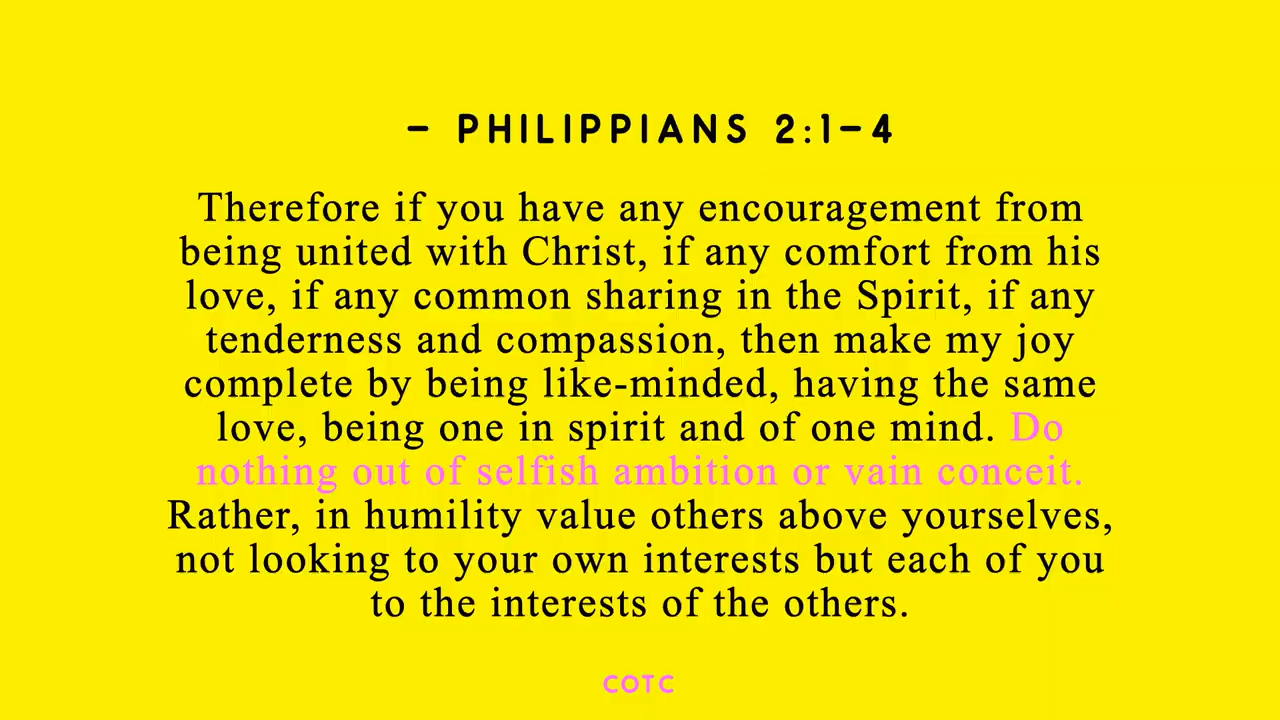 – PHILIPPIANS 2:1–4
Therefore if you have any encouragement from
being united with Christ, if any comfort from his
love, if any common sharing in the Spirit, if any
tenderness and compassion, then make my joy
complete by being like-minded, having the same
love, being one in spirit and of one mind. Do
nothing out of selfish ambition or vain conceit.
Rather, in humility value others above yourselves,
not looking to your own interests but each of you
to the interests of the others.
COTC